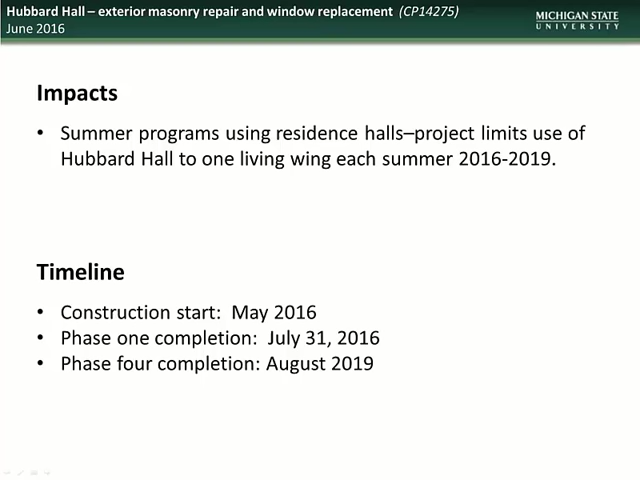 Hubbard Hall – exterior masonry repair and window replacement (CP14275)
June 2016
MICHIGAN STATE
UNIVERSITY
Impacts
• Summer programs using residence halls–project limits use of
Hubbard Hall to one living wing each summer 2016-2019.
Timeline
• Construction start:  May 2016
• Phase one completion:  July 31, 2016
• Phase four completion: August 2019